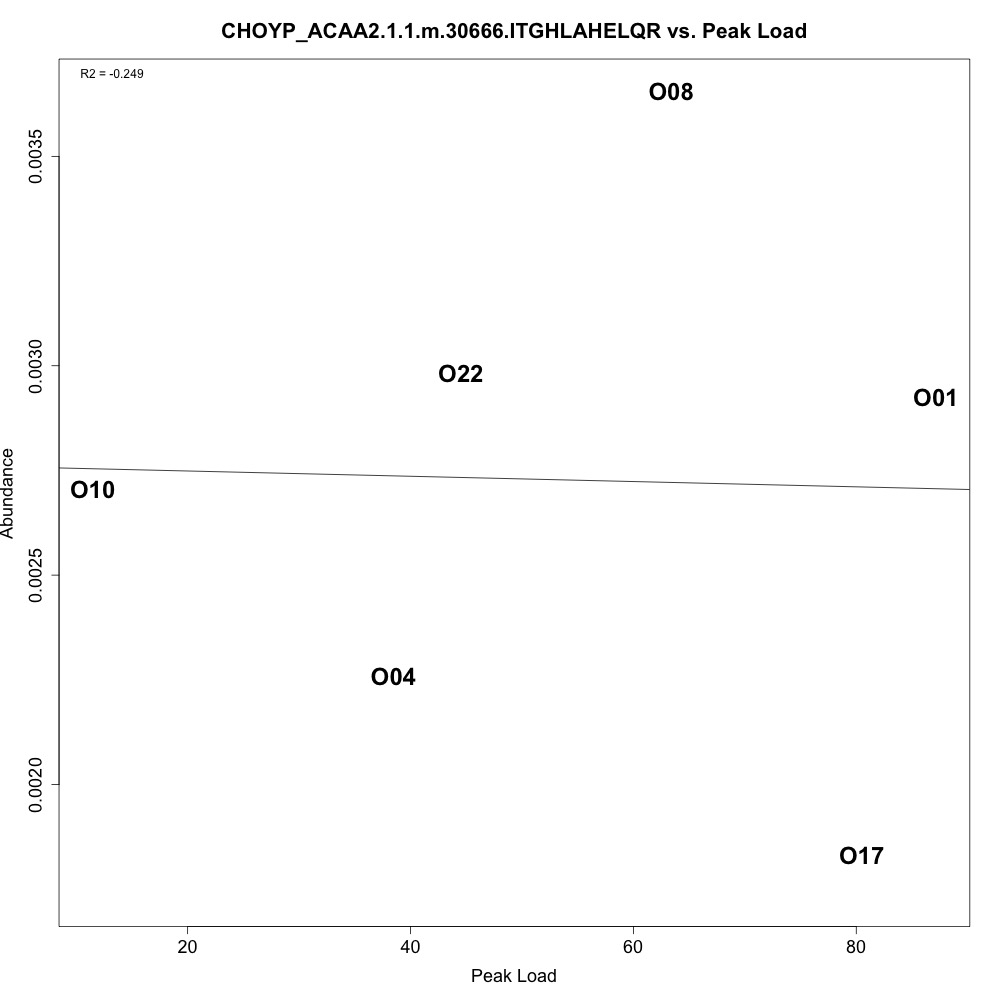 CHOYP_ACAA2.1.1.m.30666.ITGHLAHELQR vs. Peak Load
R2 = -0.249
O08
0.0035
O22
0.0030
O01
Abundance
O10
0.0025
O04
0.0020
O17
20 40 60 80
Peak Load